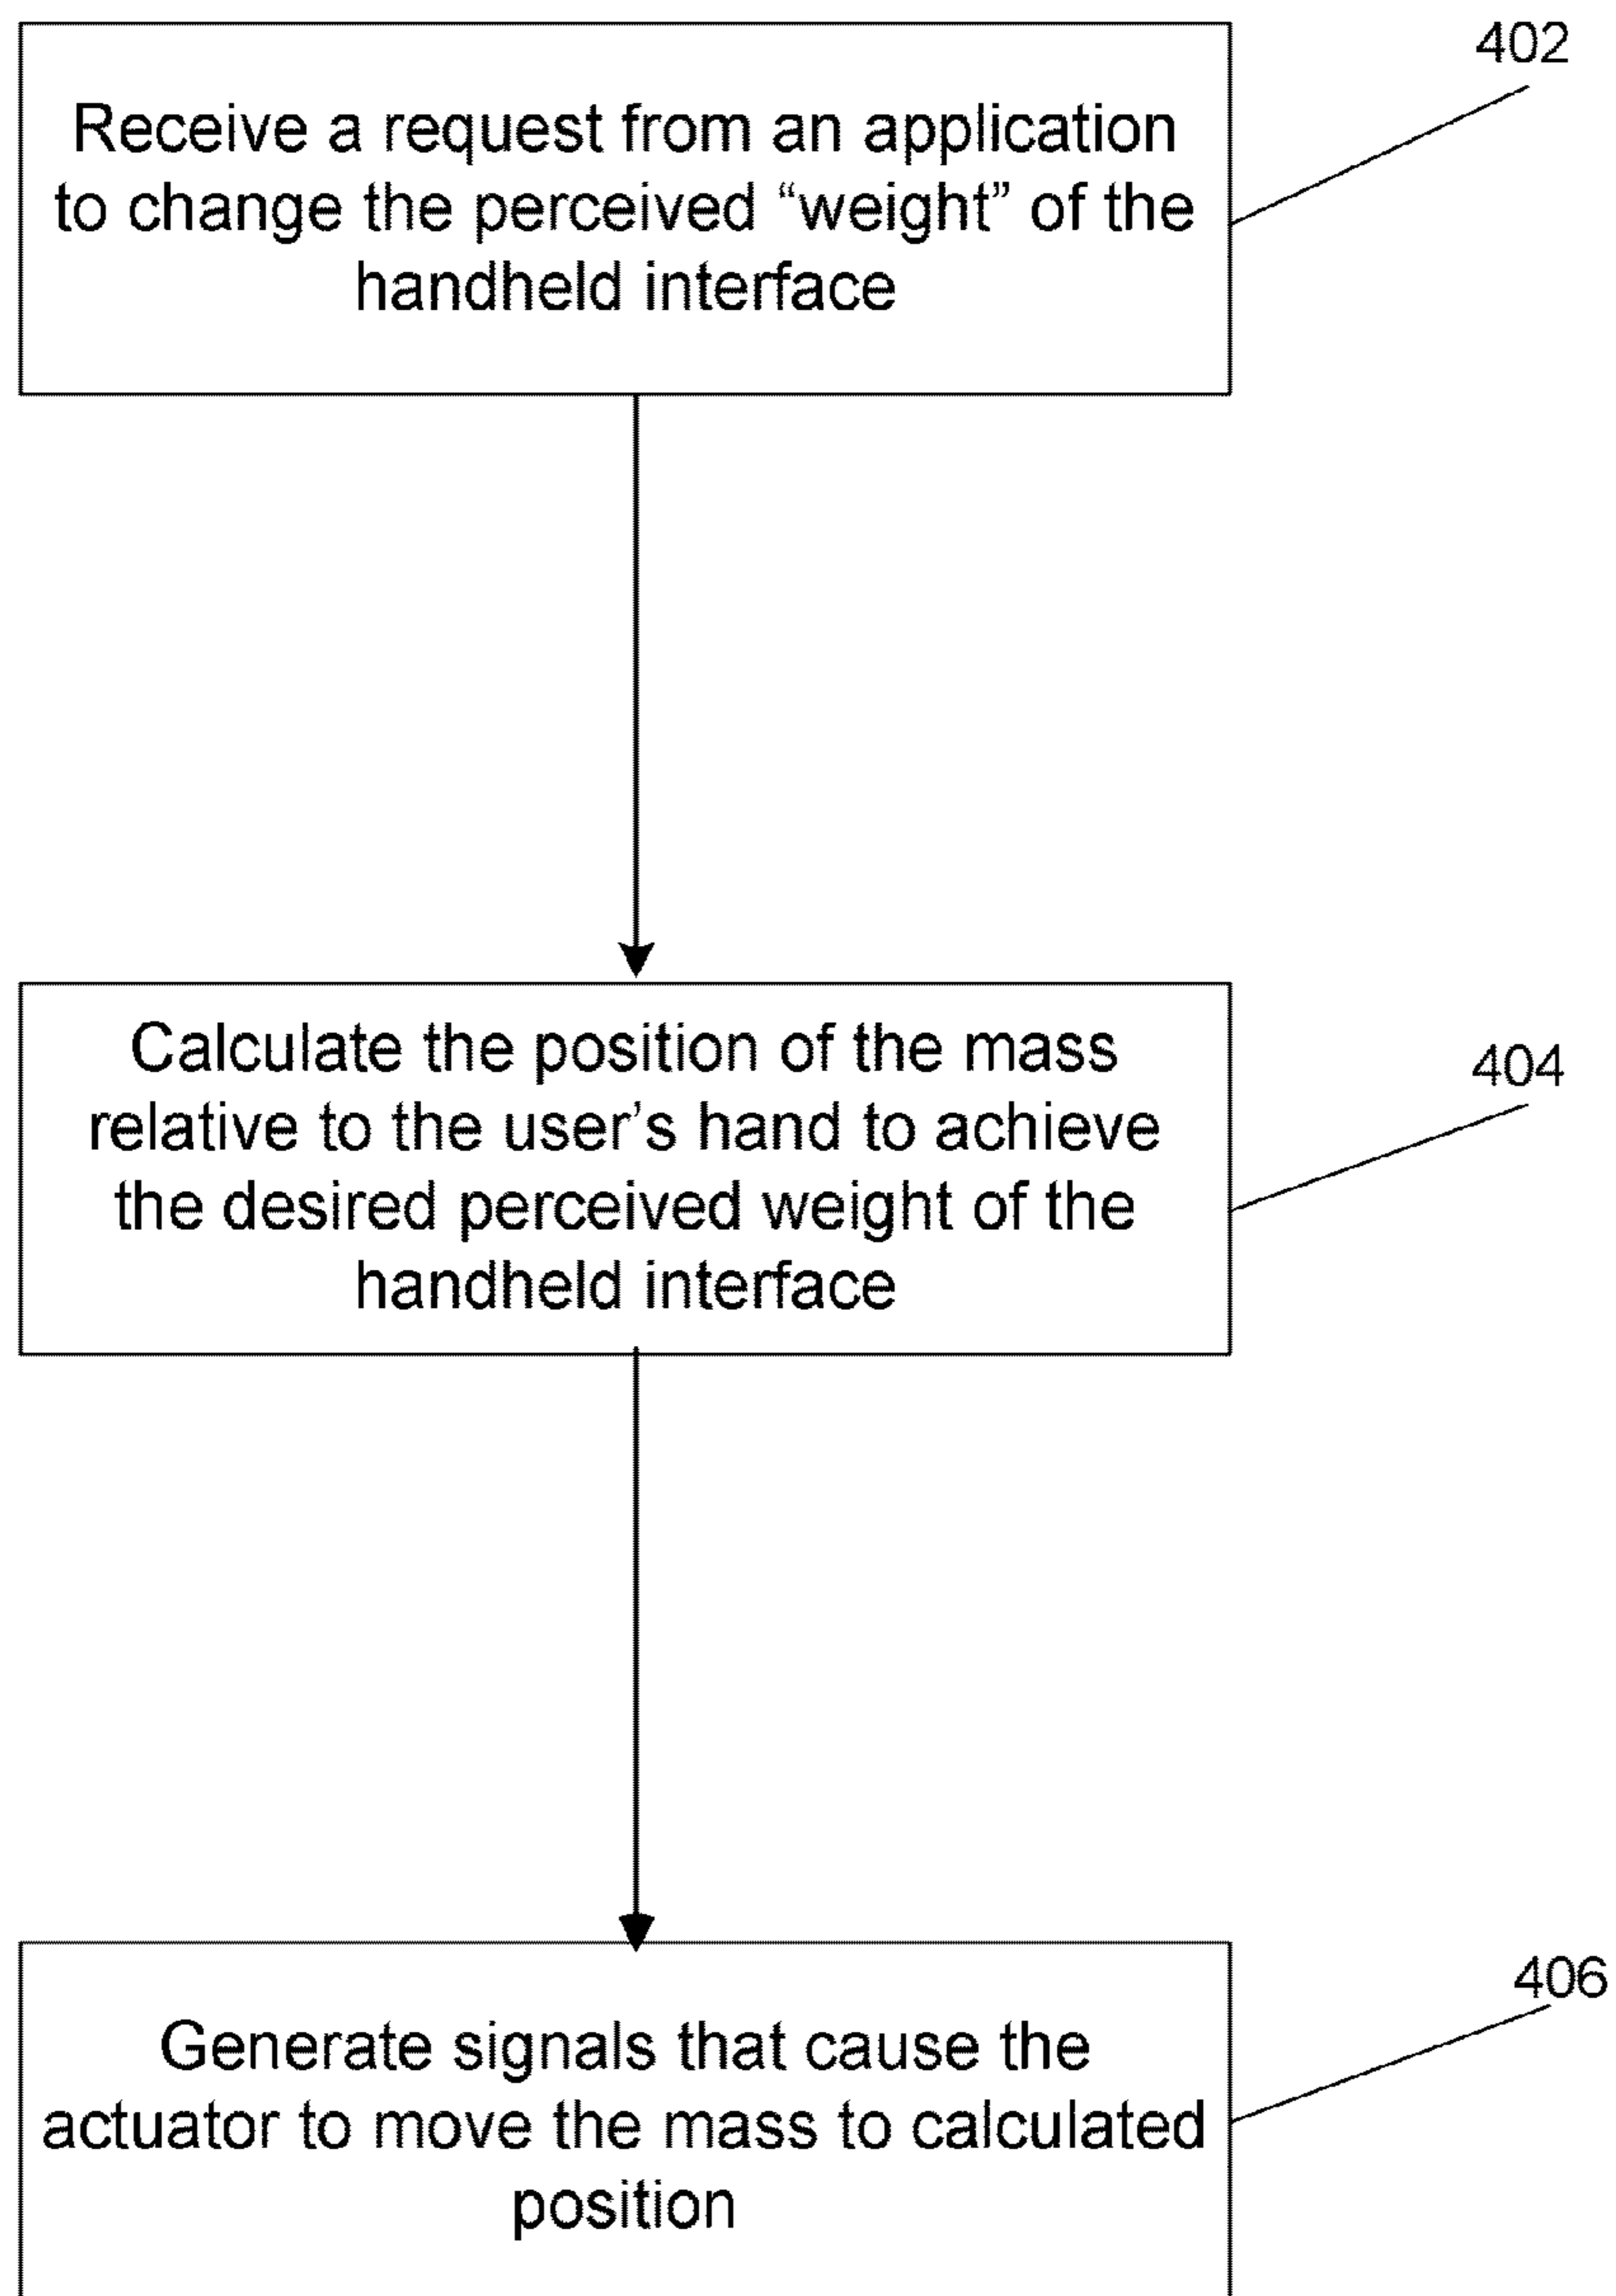 402
Receive a request from an application
to change the perceived “weight” of the
handheld interface
404
Calculate the position of the mass
relative to the user’s hand to achieve
the desired perceived weight of the
handheld interface
406
Generate signals that cause the
actuator to move the mass to calculated
position